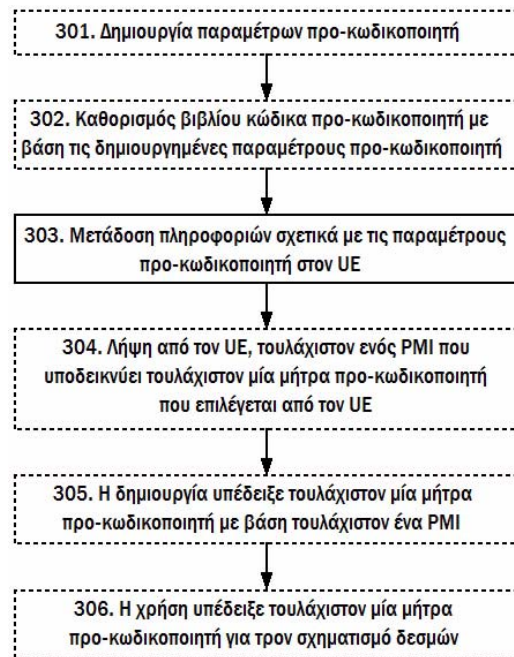 301. Δημιουργία παραμέτρων προ-κωδικοποιητή
302. Καθορισμός βιβλίου κώδικα προ-κωδικοποιητή με
βάση τις δημιουργημένες παραμέτρους προ-κωδικοποιητή
303. Μετάδοση πληροφοριών σχετικά με τις παραμέτρους
προ-κωδικοποιητή στον UE
304. Λήψη από τον UE, τουλάχιστον ενός PMI που
υποδεικνύει τουλάχιστον μία μήτρα προ-κωδικοποιητή
που επιλέγεται από τον UE
305. Η δημιουργία υπέδειξε τουλάχιστον μία μήτρα
προ-κωδικοποιητή με βάση τουλάχιστον ένα PMI
306. Η χρήση υπέδειξε τουλάχιστον μία μήτρα
προ-κωδικοποιητή για τρον σχηματισμό δεσμών